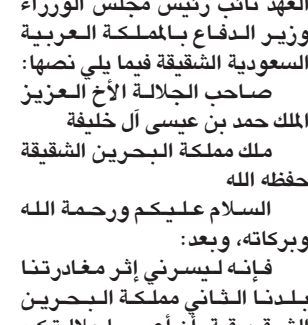 العهد نائب رئيس مجلس الوزراء
وزير الدفاع بالمملكة العربية
السعودية الشقيقة فيما يلي نصها:
صاحب الجلالة الأخ العزيز
الملك حمد بن عيسى آل خليفة
ملك مملكة البحرين الشقيقة
حفظه الله
السلام عليكم ورحمة الله
وبركاته، وبعد:
فإنه ليسرني إثر مغادرتنا
بلدنا الثاني مملكة البحرين